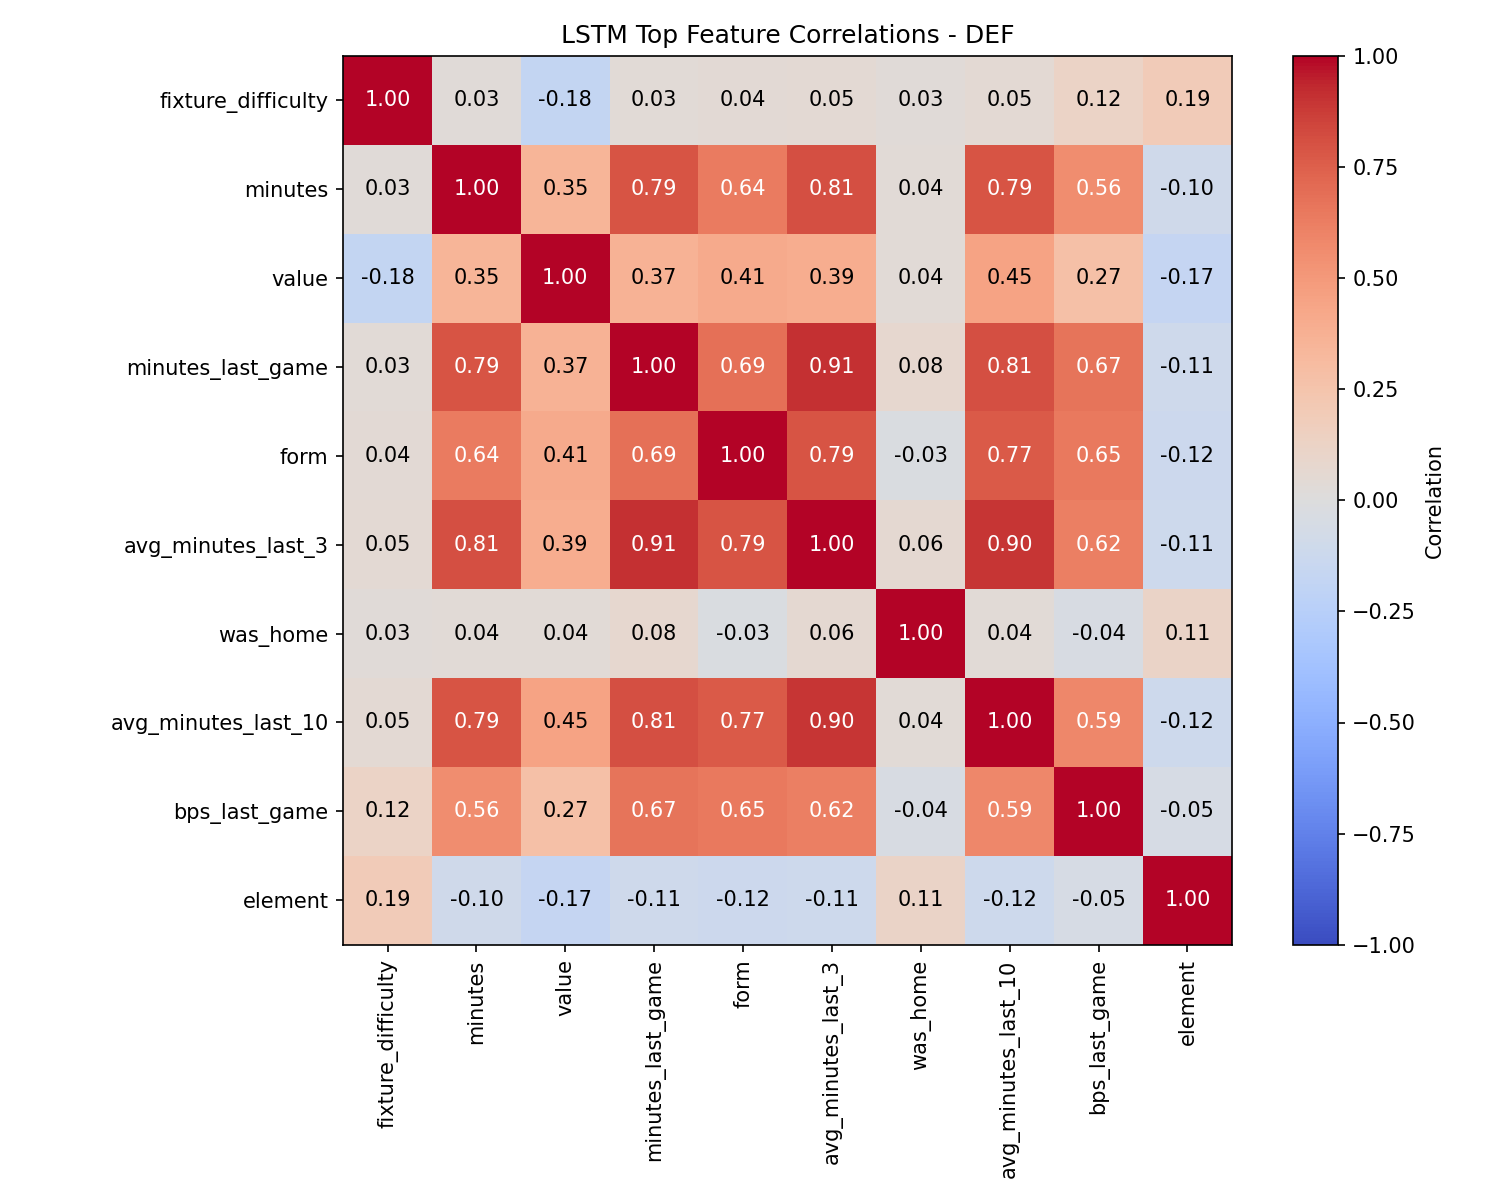 LSTM Top Feature Correlations - DEF
fixture_difficulty 1.00 0.03 -0.18 0.03 0.04 0.05 0.03 0.05 0.12 0.19
minutes 0.03 1.00 0.35 0.79 0.64 0.81 0.04 0.79 0.56 -0.10
value -0.18 0.35 1.00 0.37 0.41 0.39 0.04 0.45 0.27 -0.17
minutes_last_game 0.03 0.79 0.37 1.00 0.69 0.91 0.08 0.81 0.67 -0.11
form 0.04 0.64 0.41 0.69 1.00 0.79 -0.03 0.77 0.65 -0.12
avg_minutes_last_3 0.05 0.81 0.39 0.91 0.79 1.00 0.06 0.90 0.62 -0.11
was_home 0.03 0.04 0.04 0.08 -0.03 0.06 1.00 0.04 -0.04 0.11
avg_minutes_last_10 0.05 0.79 0.45 0.81 0.77 0.90 0.04 1.00 0.59 -0.12
bps_last_game 0.12 0.56 0.27 0.67 0.65 0.62 -0.04 0.59 1.00 -0.05
element 0.19 -0.10 -0.17 -0.11 -0.12 -0.11 0.11 -0.12 -0.05 1.00
fixture_difficulty
minutes
value
minutes_last_game
form
avg_minutes_last_3
was_home
avg_minutes_last_10
bps_last_game
element
1.00
0.75
0.50
0.25
0.00
−0.25
−0.50
−0.75
−1.00
Correlation